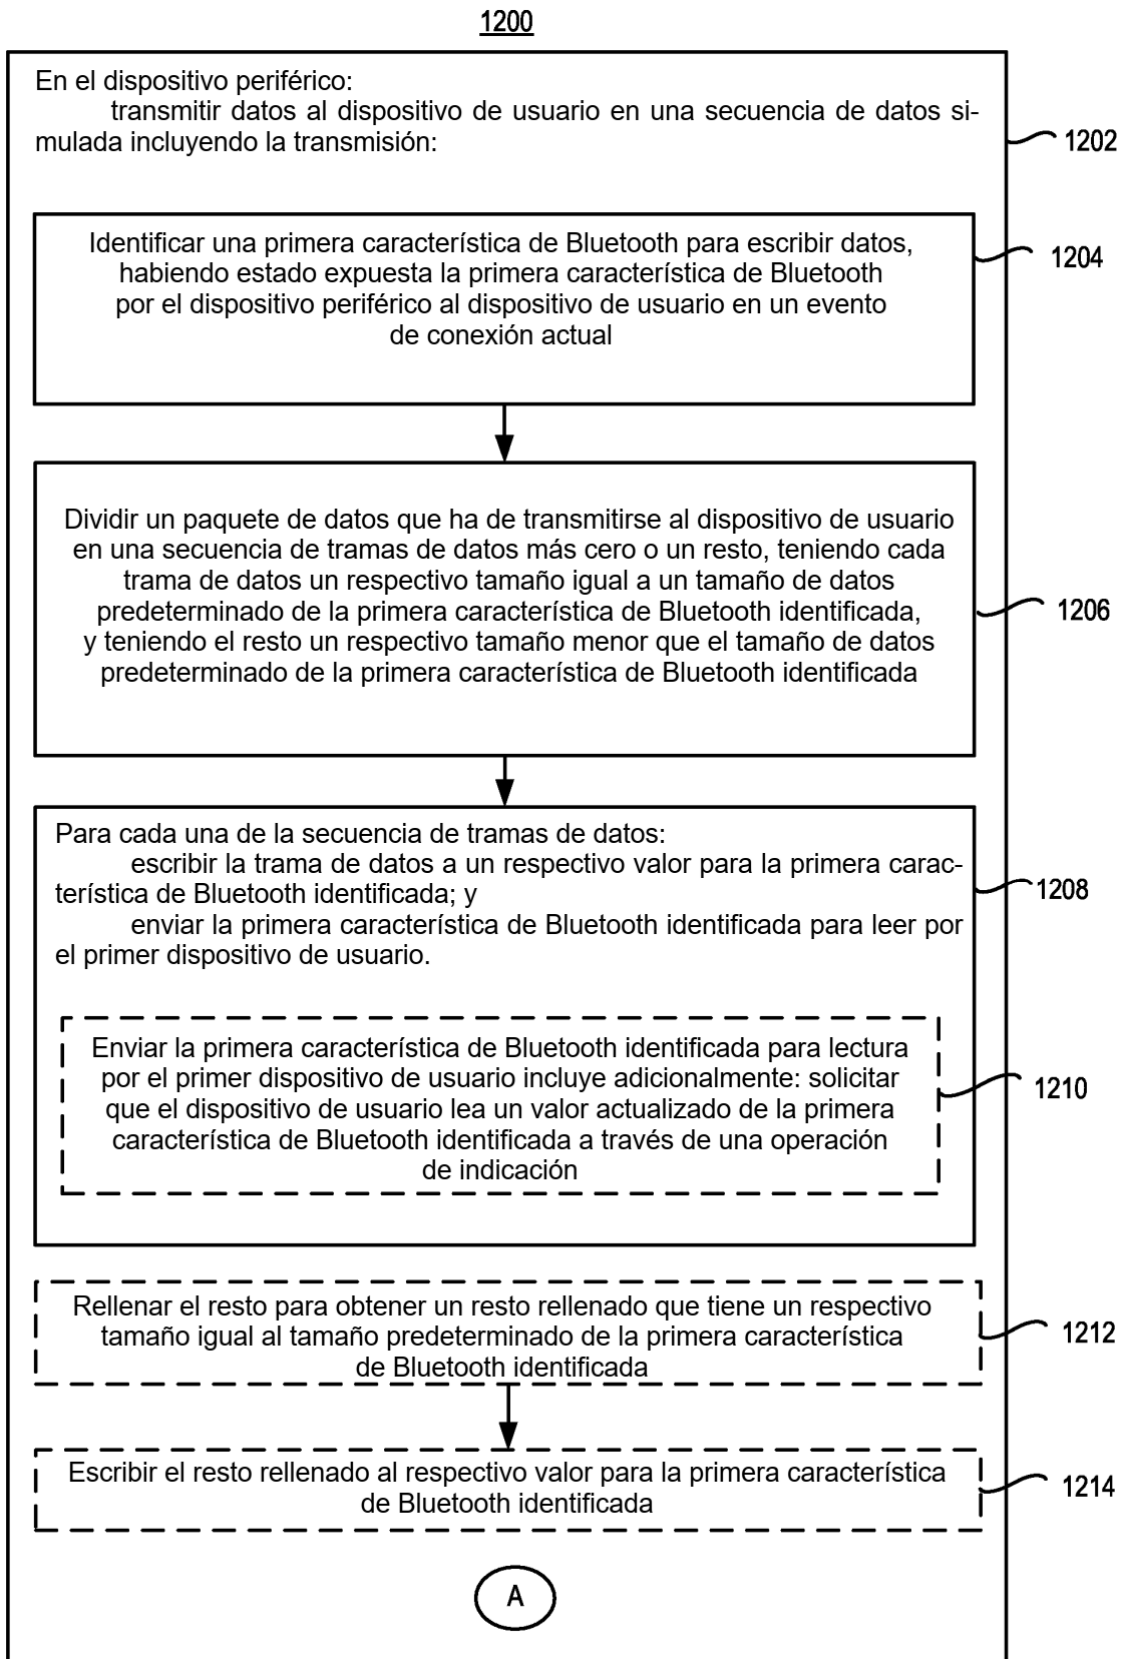 1200
En el dispositivo periférico:
transmitir datos al dispositivo de usuario en una secuencia de datos si-
mulada incluyendo la transmisión:
1202
Identificar una primera característica de Bluetooth para escribir datos,
habiendo estado expuesta la primera característica de Bluetooth
por el dispositivo periférico al dispositivo de usuario en un evento
de conexión actual
1204
Dividir un paquete de datos que ha de transmitirse al dispositivo de usuario
en una secuencia de tramas de datos más cero o un resto, teniendo cada
trama de datos un respectivo tamaño igual a un tamaño de datos
predeterminado de la primera característica de Bluetooth identificada,
y teniendo el resto un respectivo tamaño menor que el tamaño de datos
predeterminado de la primera característica de Bluetooth identificada
1206
Para cada una de la secuencia de tramas de datos:
escribir la trama de datos a un respectivo valor para la primera carac-
terística de Bluetooth identificada; y
enviar la primera característica de Bluetooth identificada para leer por
el primer dispositivo de usuario.
1208
Enviar la primera característica de Bluetooth identificada para lectura
por el primer dispositivo de usuario incluye adicionalmente: solicitar
que el dispositivo de usuario lea un valor actualizado de la primera
característica de Bluetooth identificada a través de una operación
de indicación
1210
Rellenar el resto para obtener un resto rellenado que tiene un respectivo
tamaño igual al tamaño predeterminado de la primera característica
de Bluetooth identificada
1212
Escribir el resto rellenado al respectivo valor para la primera característica
de Bluetooth identificada
1214
A